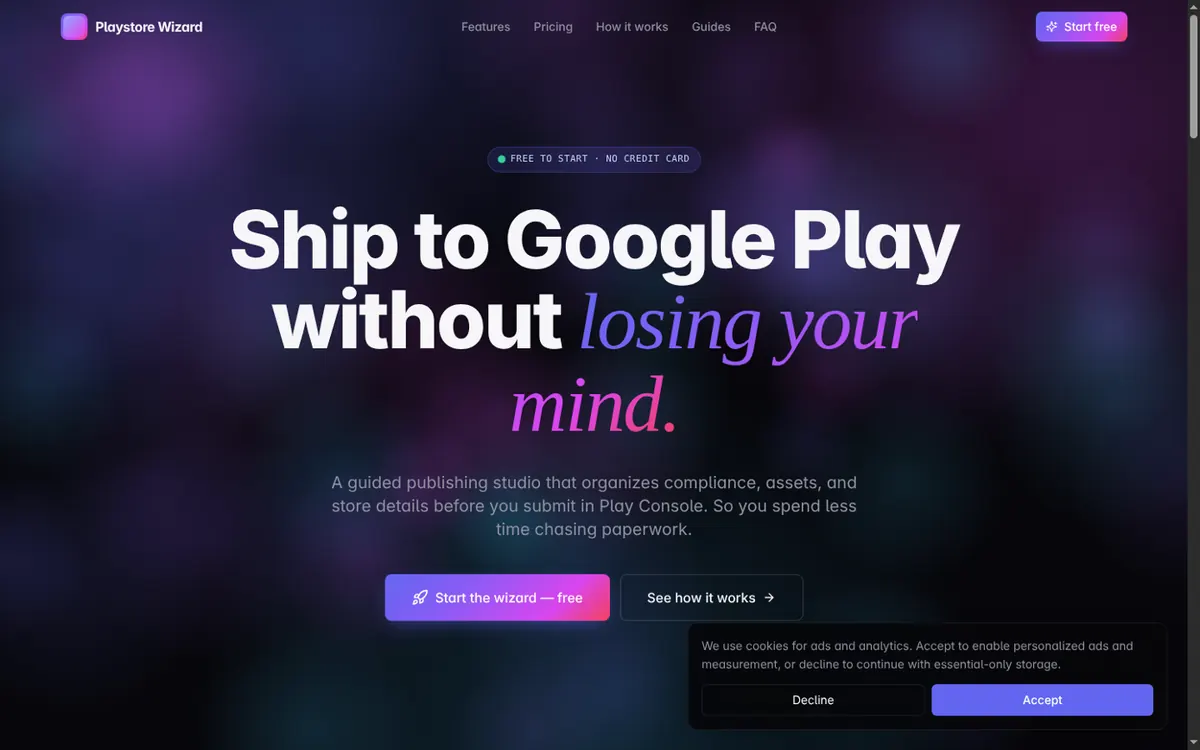 Playstore Wizard
Features
Pricing
How it works
Guides
FAQ
Start free
FREE TO START · NO CREDIT CARD
Ship to Google Play
without losing your
mind.
A guided publishing studio that organizes compliance, assets, and
store details before you submit in Play Console. So you spend less
time chasing paperwork.
Start the wizard — free
See how it works →
We use cookies for ads and analytics. Accept to enable personalized ads and
measurement, or decline to continue with essential-only storage.
Decline
Accept